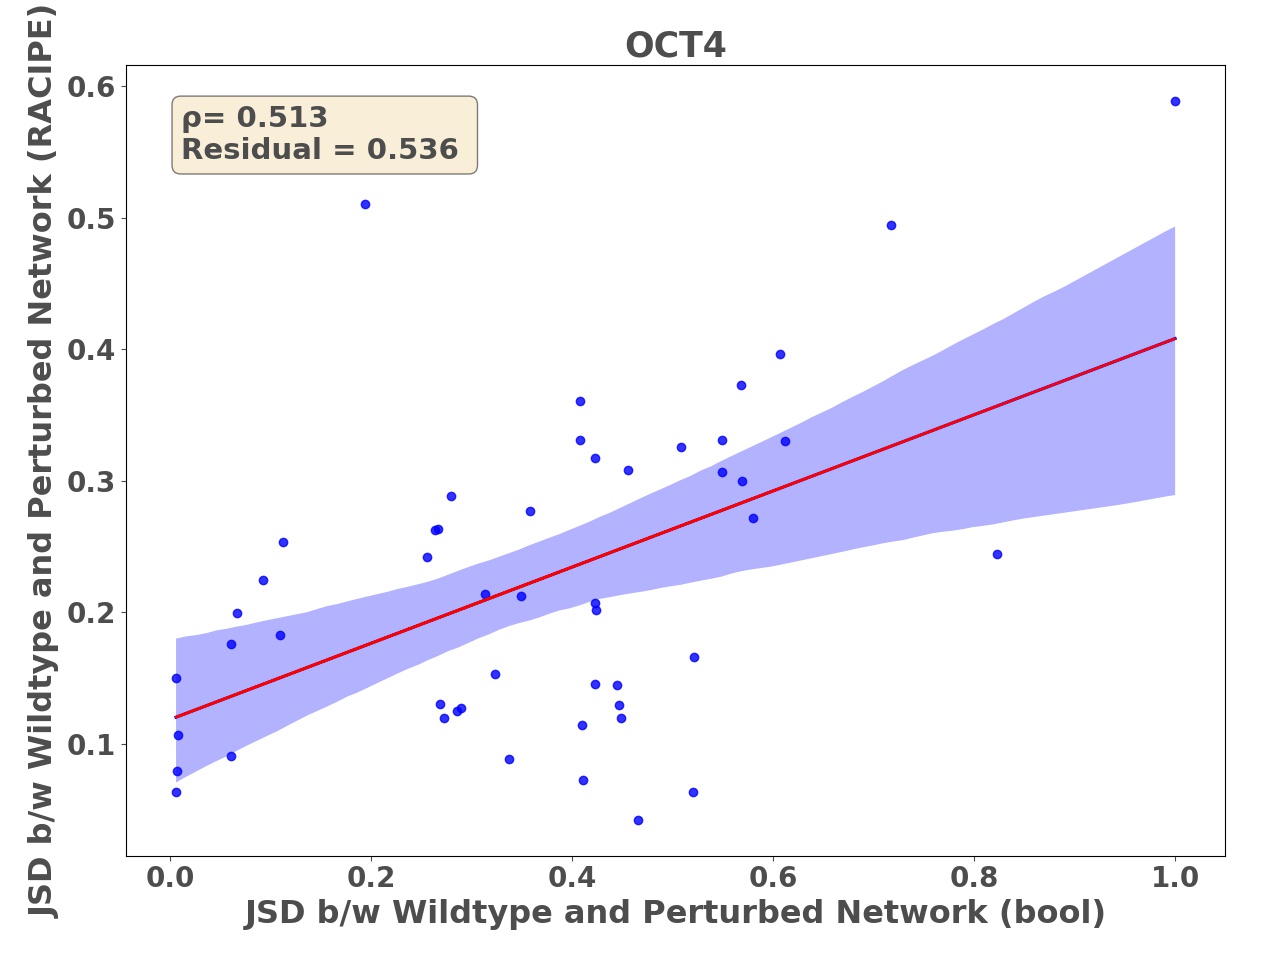 OCT4
ρ= 0.513
Residual = 0.536
JSD b/w Wildtype and Perturbed Network (RACIPE)
0.6
0.5
0.4
0.3
0.2
0.1
0.0 0.2 0.4 0.6 0.8 1.0
JSD b/w Wildtype and Perturbed Network (bool)